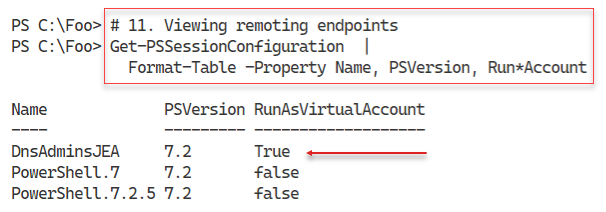 PS C:\Foo> # 11. Viewing remoting endpoints
PS C:\Foo> Get-PSSessionConfiguration |
Format-Table -Property Name, PSVersion, Run*Account
Name PSVersion RunAsVirtualAccount
---- --------- -------------------
DnsAdminsJEA 7.2 True
PowerShell.7 7.2 false
PowerShell.7.2.5 7.2 false